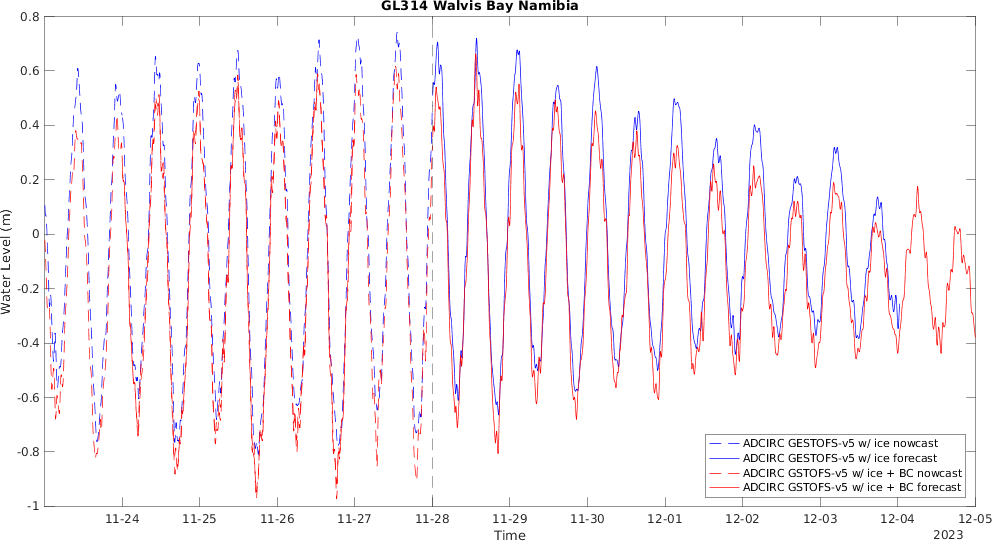 GL314 Walvis Bay Namibia
0.8
0.6
0.4
0.2
0
-0.2
-0.4
-0.6
-0.8
-1
Water Level (m)
ADCIRC GESTOFS-v5 w/ ice nowcast
ADCIRC GESTOFS-v5 w/ ice forecast
ADCIRC GSTOFS-v5 w/ ice + BC nowcast
ADCIRC GSTOFS-v5 w/ ice + BC forecast
11-24 11-25 11-26 11-27 11-28 11-29 11-30 12-01 12-02 12-03 12-04 12-05
Time
2023